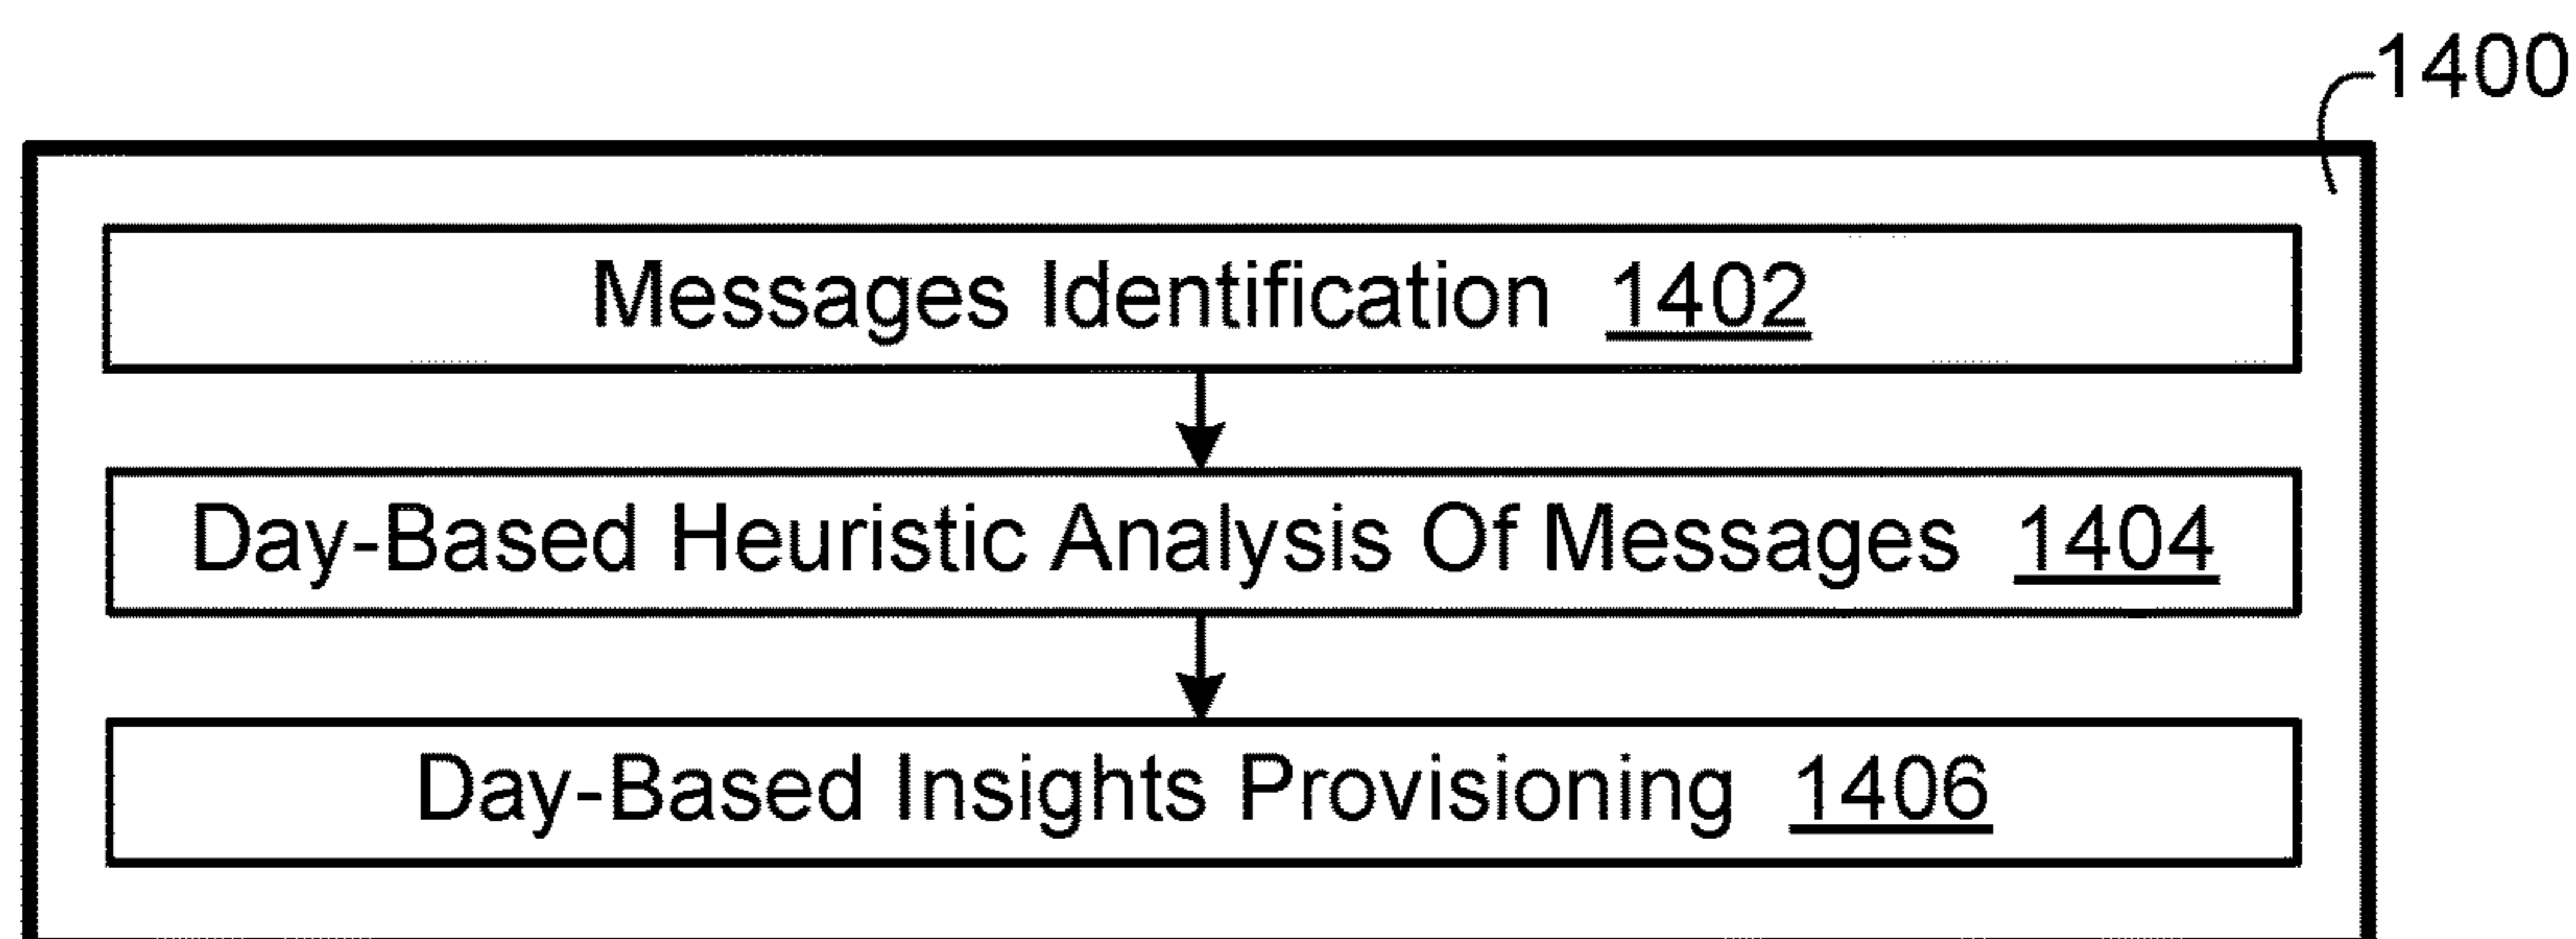 1400
Messages Identification 1402
Day-Based Heuristic Analysis Of Messages 1404
Day-Based Insights Provisioning 1406